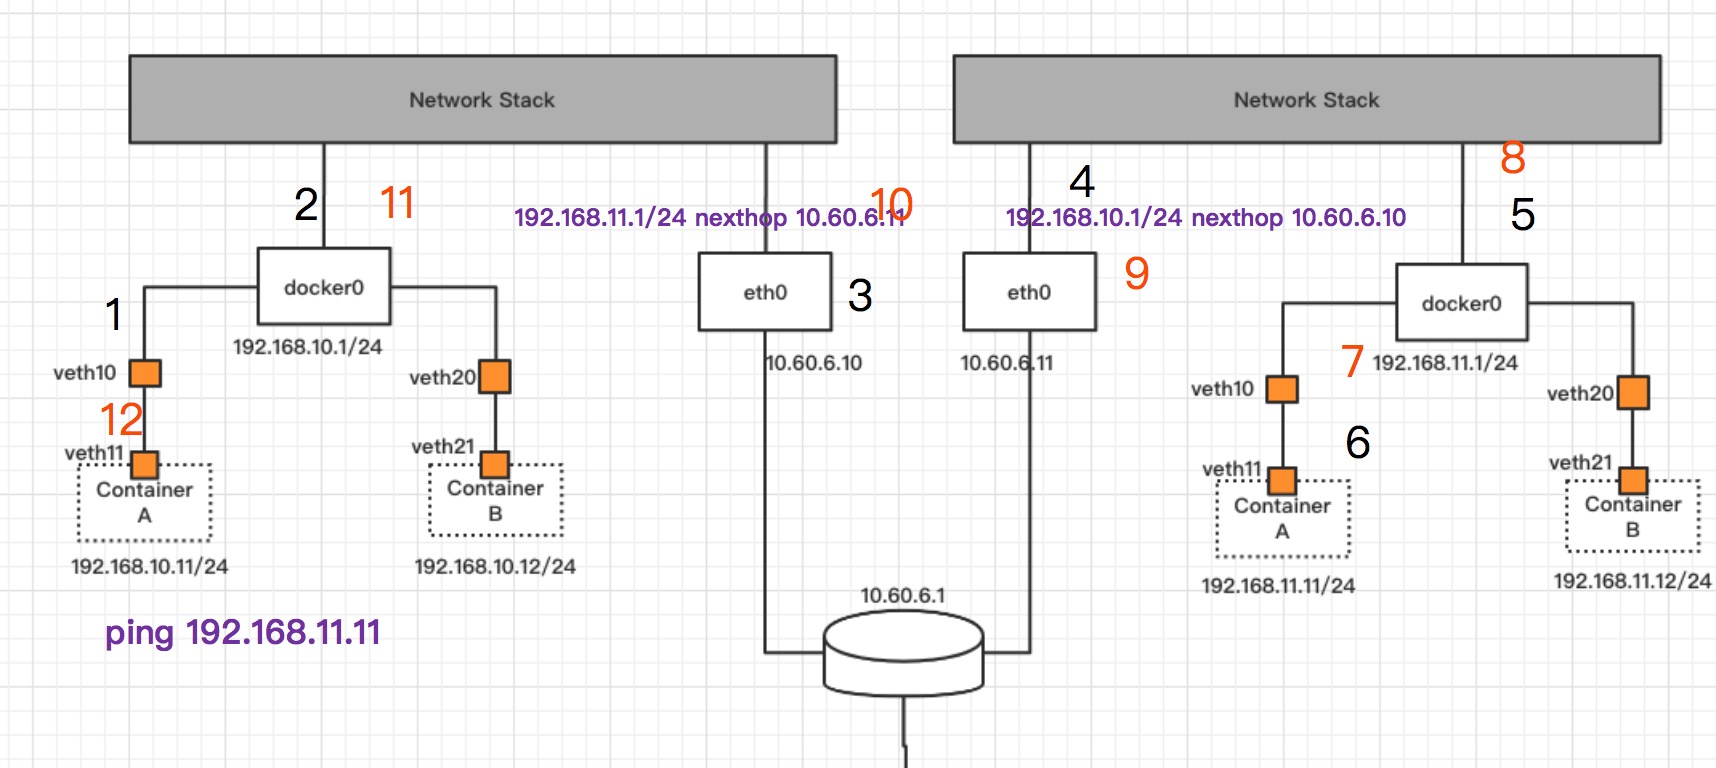 Network Stack
Network Stack
8
4
2
11
10
192.168.11.1/24 nexthop 10.60.6.11
192.168.10.1/24 nexthop 10.60.6.10
5
9
docker0
eth0
3
eth0
docker0
1
192.168.10.1/24
10.60.6.10
10.60.6.11
7
192.168.11.1/24
veth10
veth20
veth10
veth20
12
veth11
veth21
6
veth11
veth21
Container
A
Container
B
Container
A
Container
B
192.168.10.11/24
192.168.10.12/24
192.168.11.11/24
192.168.11.12/24
10.60.6.1
ping 192.168.11.11